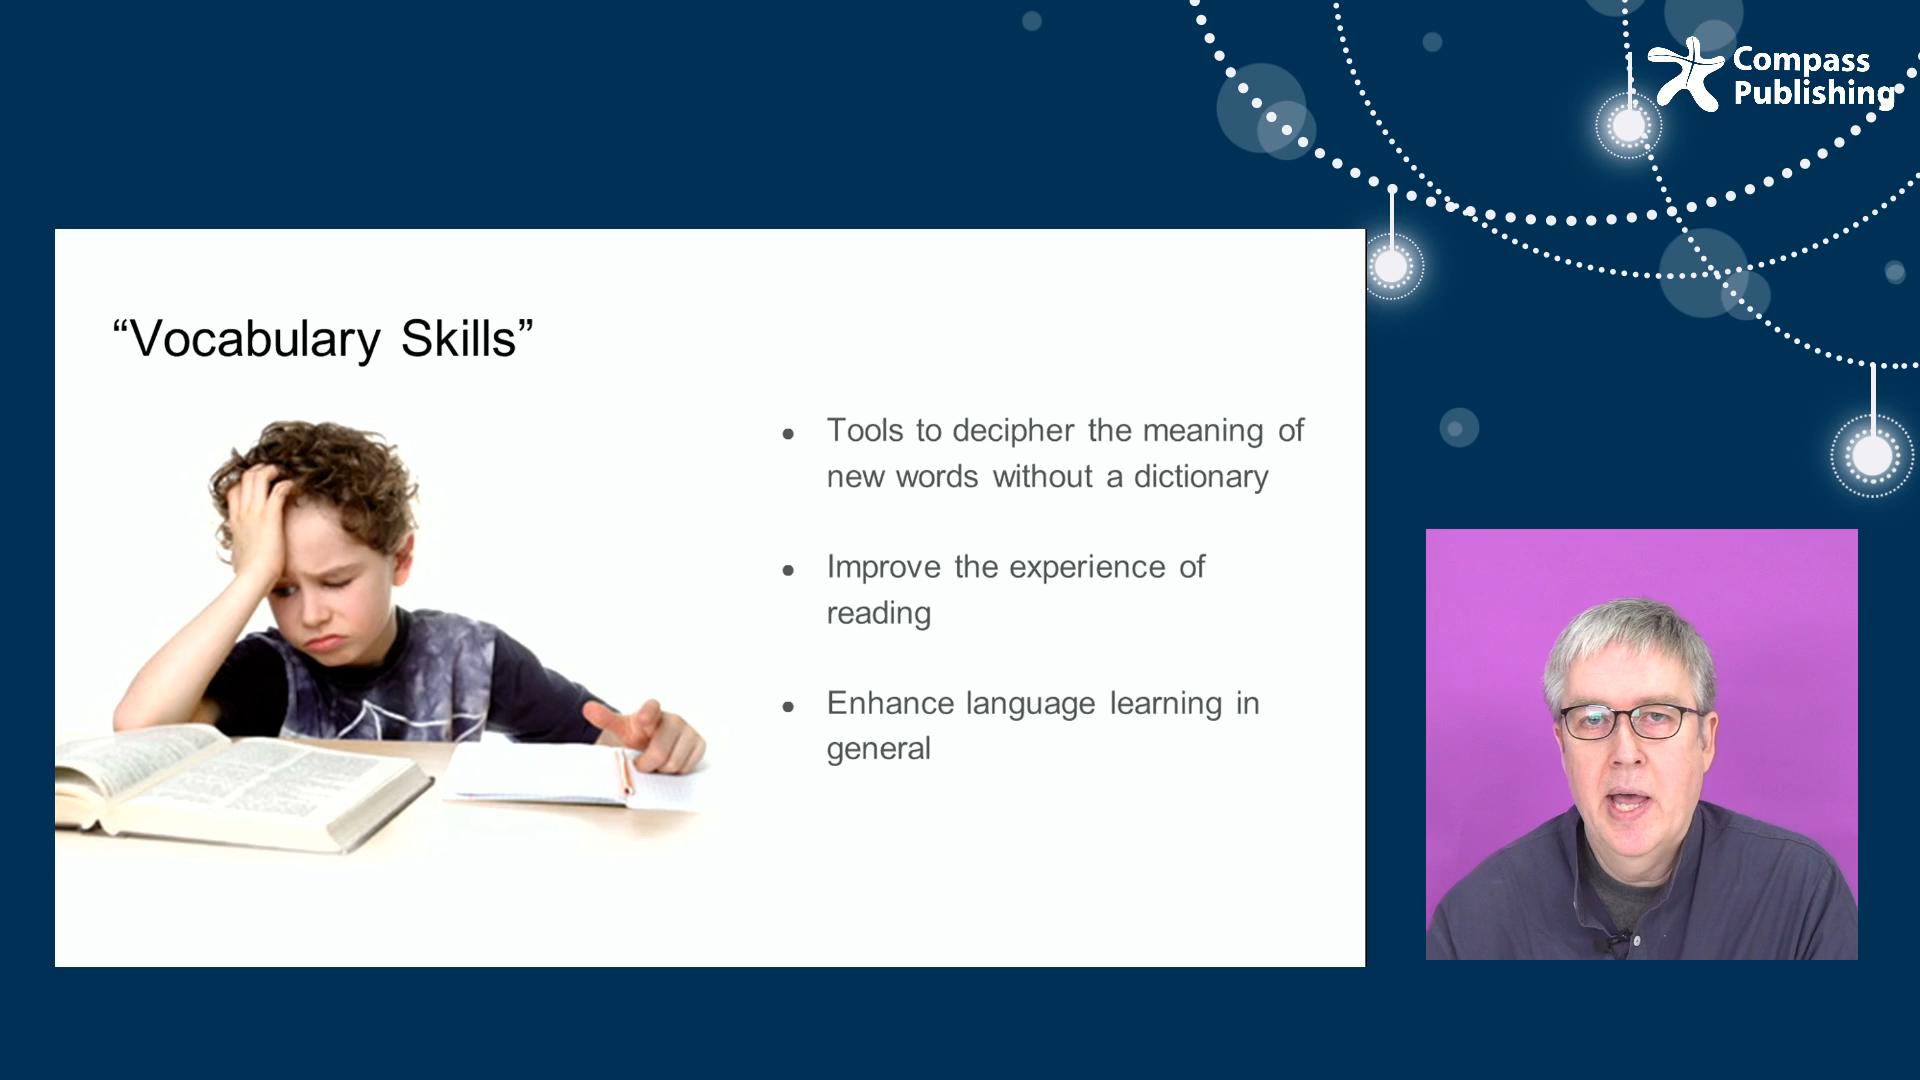 Compass
Publishing
“Vocabulary Skills”
● Tools to decipher the meaning of
new words without a dictionary
● Improve the experience of
reading
● Enhance language learning in
general